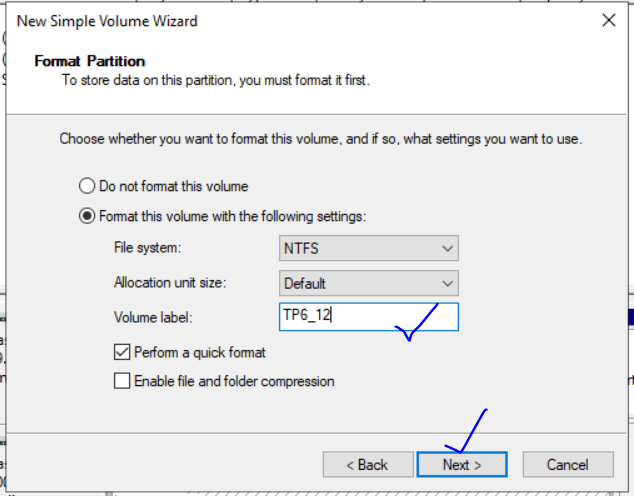 New Simple Volume Wizard
Format Partition
To store data on this partition, you must format it first.
Choose whether you want to format this volume, and if so, what settings you want to use.
Do not format this volume
Format this volume with the following settings:
File system: NTFS
Allocation unit size: Default
Volume label: TP6_12
Perform a quick format
Enable file and folder compression
< Back Next > Cancel